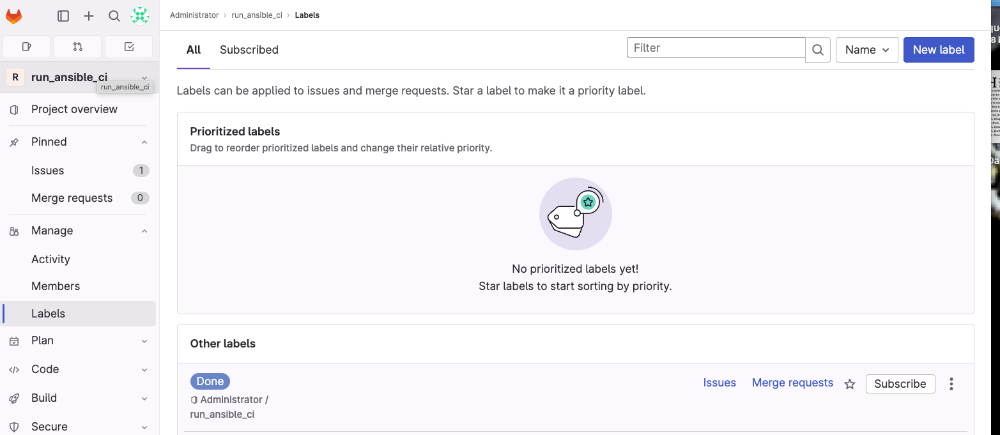 Administrator › run_ansible_ci › Labels
R run_ansible_ci
run_ansible_ci
Project overview
Pinned
Issues 1
Merge requests 0
Manage
Activity
Members
Labels
Plan
Code
Build
Secure
All Subscribed
Filter
Name
New label
Labels can be applied to issues and merge requests. Star a label to make it a priority label.
Prioritized labels
Drag to reorder prioritized labels and change their relative priority.
No prioritized labels yet!
Star labels to start sorting by priority.
Other labels
Done
Administrator /
run_ansible_ci
Issues Merge requests Subscribe